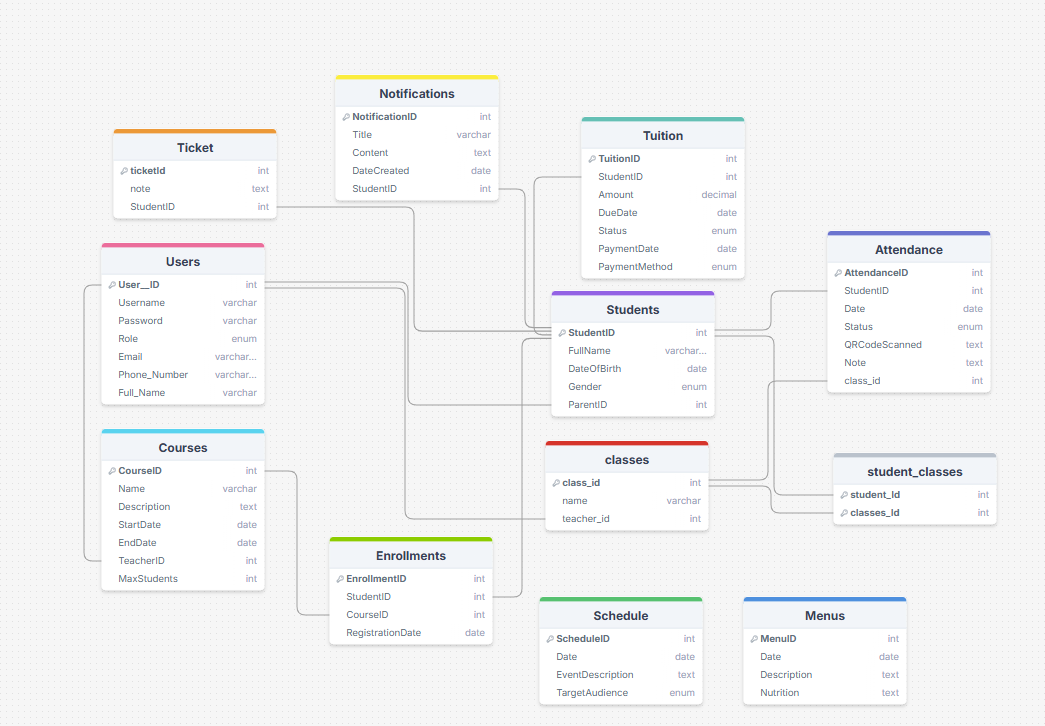 Notifications
NotificationID int
Title varchar
Content text
DateCreated date
StudentID int
Ticket
ticketId int
note text
StudentID int
Tuition
TuitionID int
StudentID int
Amount decimal
DueDate date
Status enum
PaymentDate date
PaymentMethod enum
Users
User__ID int
Username varchar
Password varchar
Role enum
Email varchar...
Phone_Number varchar...
Full_Name varchar
Attendance
AttendanceID int
StudentID int
Date date
Status enum
QRCodeScanned text
Note text
class_id int
Students
StudentID int
FullName varchar...
DateOfBirth date
Gender enum
ParentID int
Courses
CourseID int
Name varchar
Description text
StartDate date
EndDate date
TeacherID int
MaxStudents int
classes
class_id int
name varchar
teacher_id int
student_classes
student_Id int
classes_Id int
Enrollments
EnrollmentID int
StudentID int
CourseID int
RegistrationDate date
Schedule
ScheduleID int
Date date
EventDescription text
TargetAudience enum
Menus
MenuID int
Date date
Description text
Nutrition text